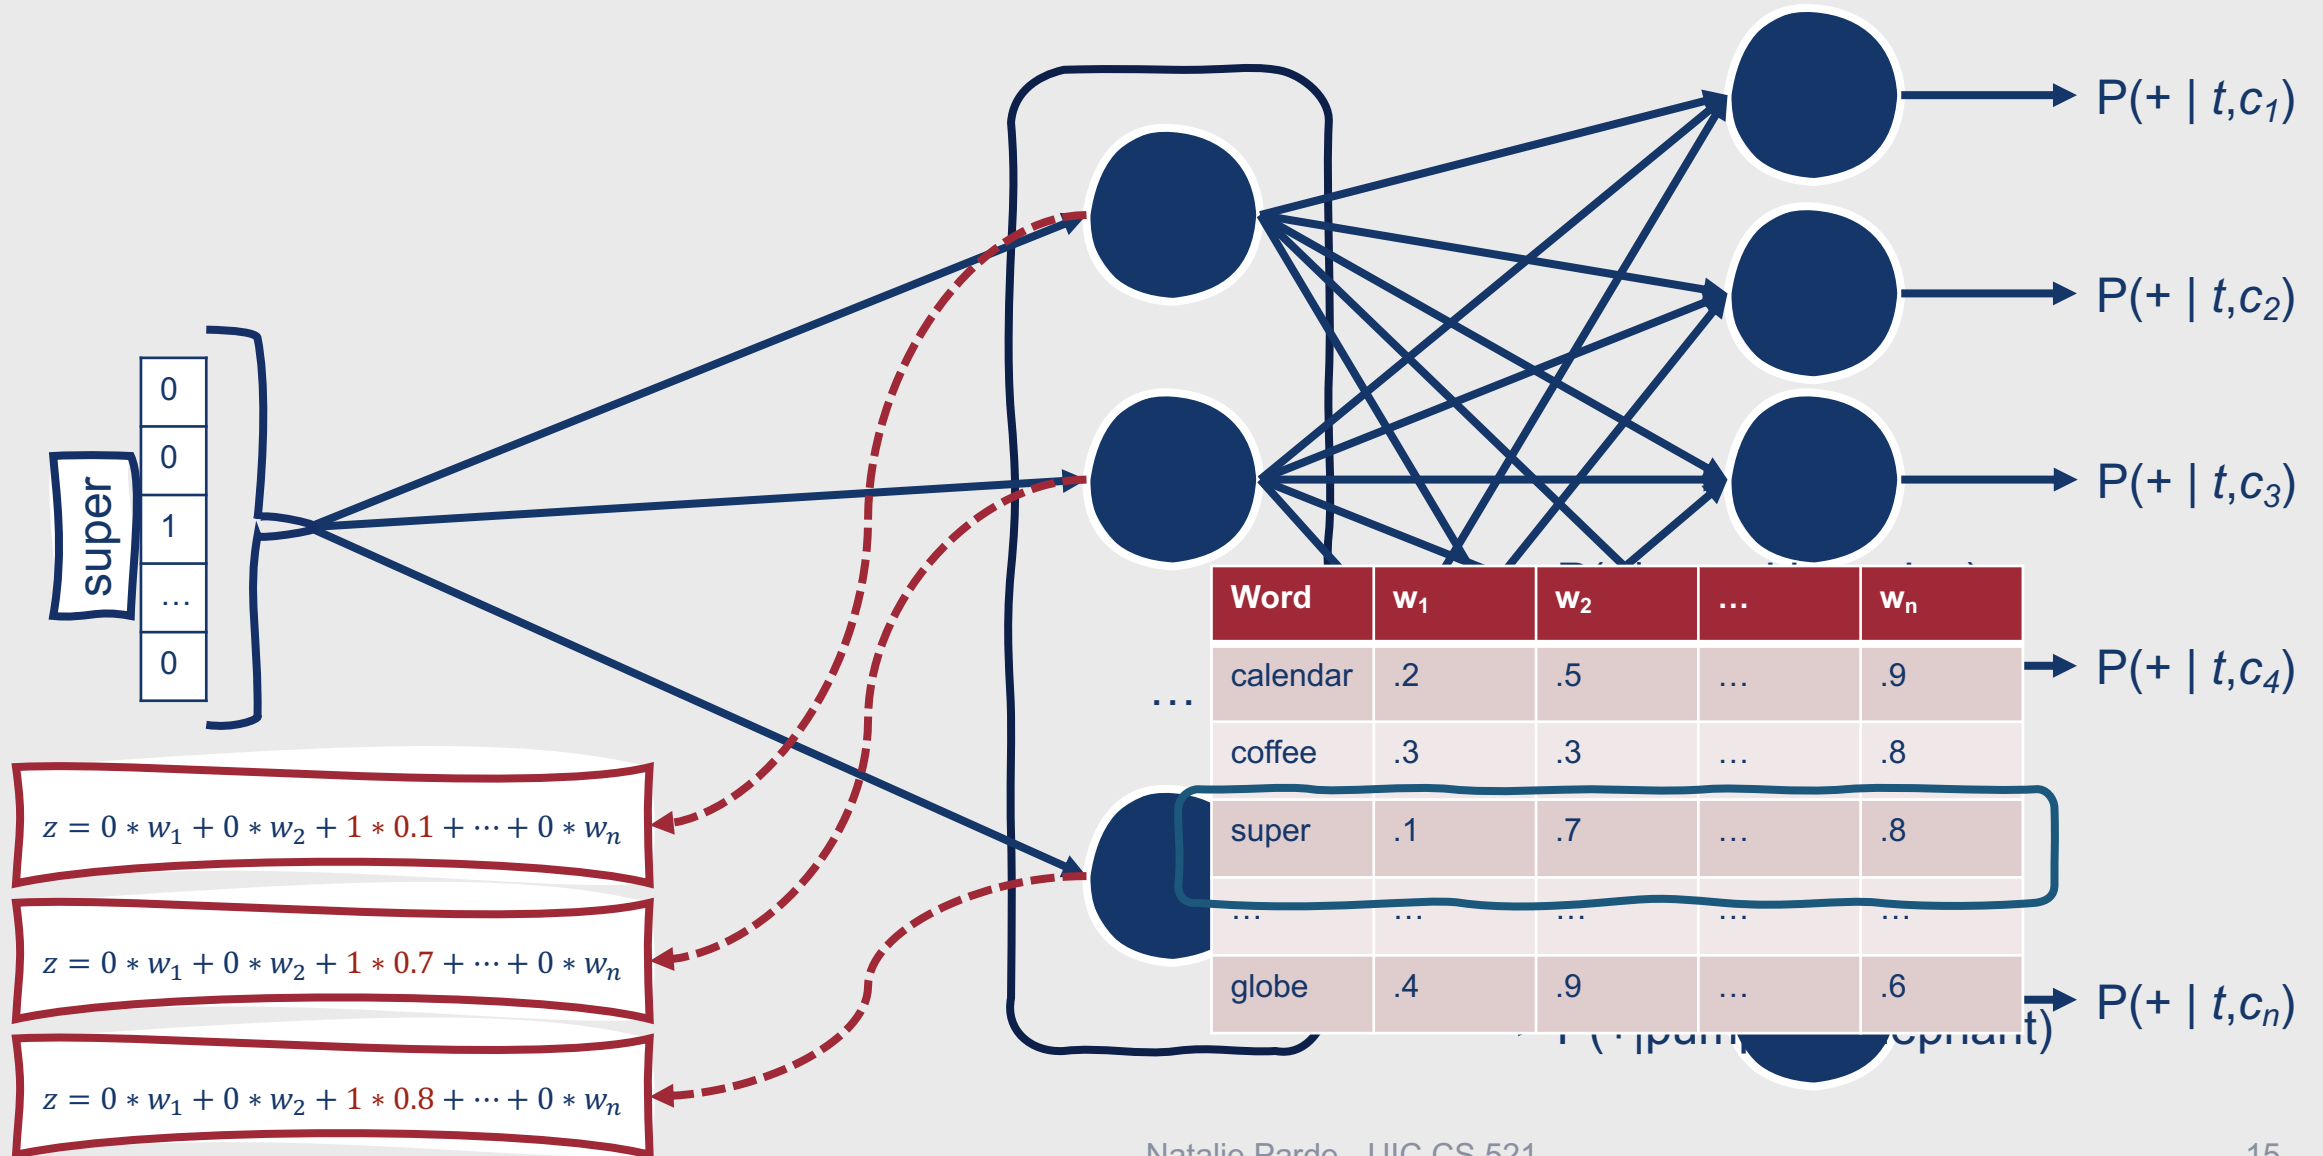 P(+ | t,c1)
P(+ | t,c2)
P(+ | t,c3)
P(+ | t,c4)
P(+ | t,cn)
super
0
0
1
…
0
…
Word w1 w2 … wn
calendar .2 .5 … .9
coffee .3 .3 … .8
super .1 .7 … .8
… … … … …
globe .4 .9 … .6
z = 0 * w1 + 0 * w2 + 1 * 0.1 + ⋯ + 0 * wn
z = 0 * w1 + 0 * w2 + 1 * 0.7 + ⋯ + 0 * wn
z = 0 * w1 + 0 * w2 + 1 * 0.8 + ⋯ + 0 * wn
Natalie Parde - UIC CS 521
15